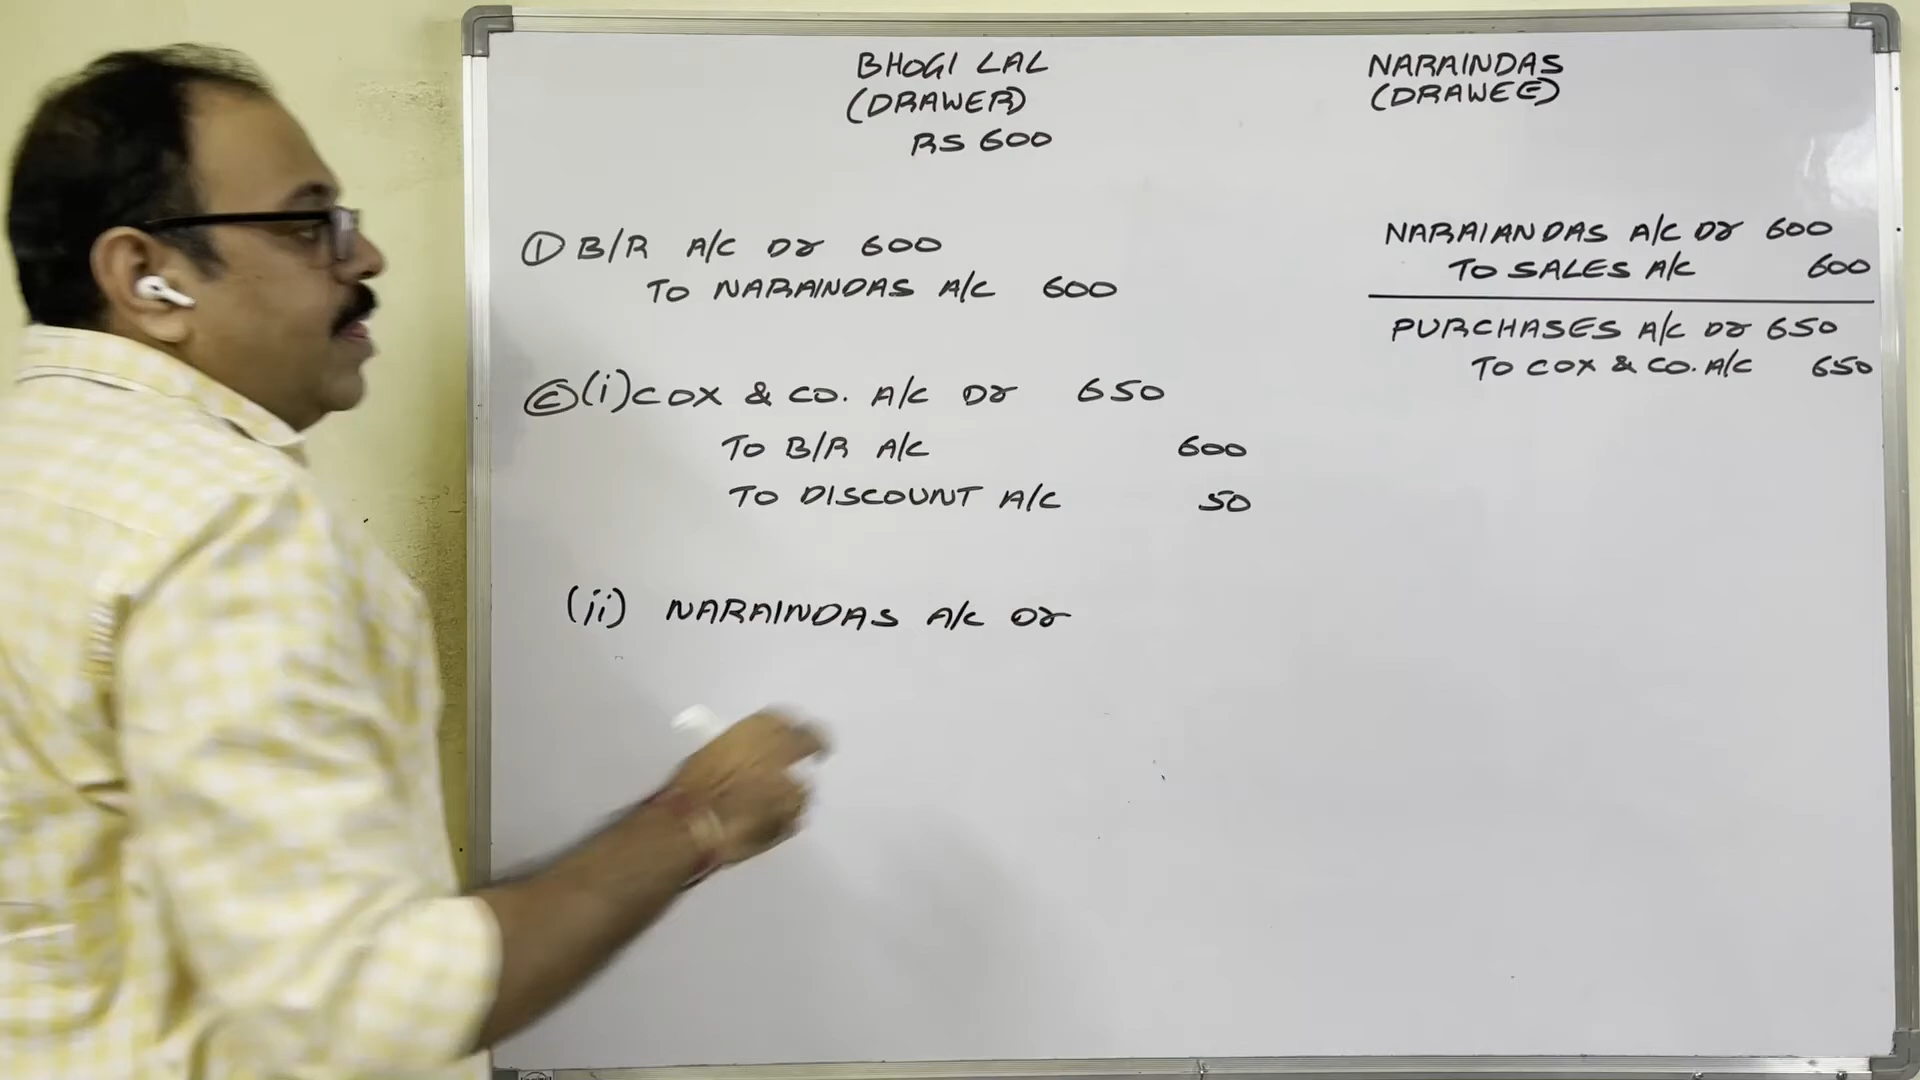 BHOGI LAL
(DRAWER)
RS 600
NARAINDAS
(DRAWEE)
① B/R A/C Dr 600
TO NARAINDAS A/C 600
NARAIANDAS A/C Dr 600
TO SALES A/C 600
PURCHASES A/C Dr 650
TO COX & CO. A/C 650
(i) COX & CO. A/C Dr 650
TO B/R A/C 600
TO DISCOUNT A/C 50
(ii) NARAINDAS A/C Dr